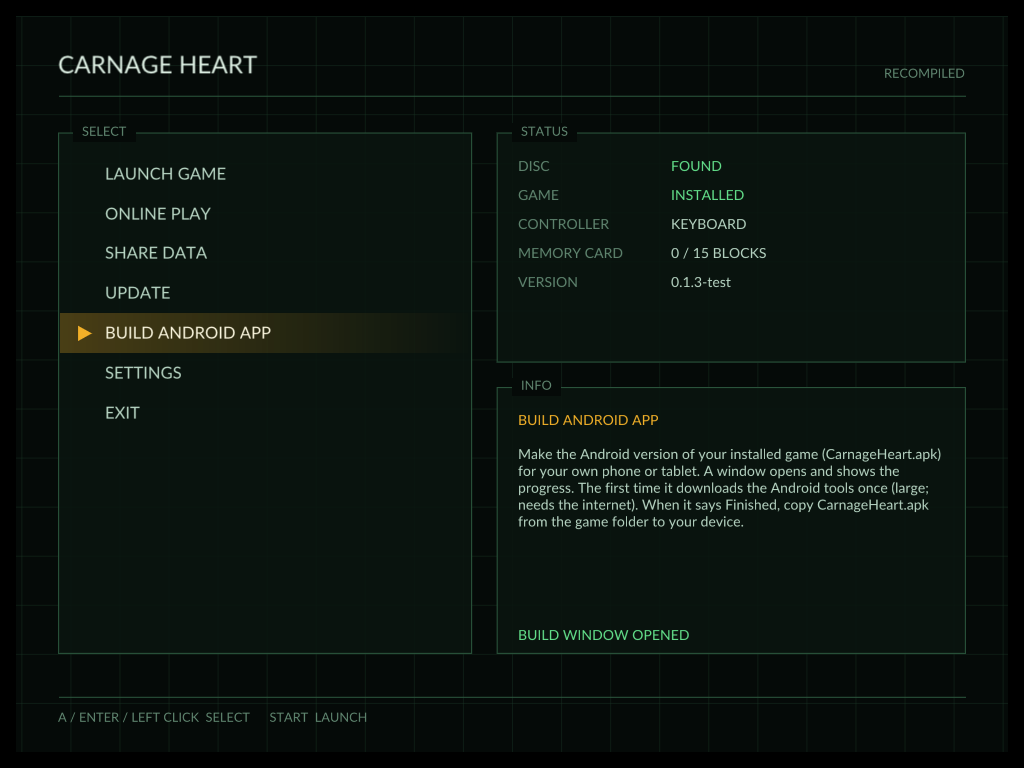 CARNAGE HEART
RECOMPILED
SELECT
LAUNCH GAME
ONLINE PLAY
SHARE DATA
UPDATE
BUILD ANDROID APP
SETTINGS
EXIT
STATUS
DISC FOUND
GAME INSTALLED
CONTROLLER KEYBOARD
MEMORY CARD 0 / 15 BLOCKS
VERSION 0.1.3-test
INFO
BUILD ANDROID APP
Make the Android version of your installed game (CarnageHeart.apk)
for your own phone or tablet. A window opens and shows the
progress. The first time it downloads the Android tools once (large;
needs the internet). When it says Finished, copy CarnageHeart.apk
from the game folder to your device.
BUILD WINDOW OPENED
A / ENTER / LEFT CLICK SELECT START LAUNCH